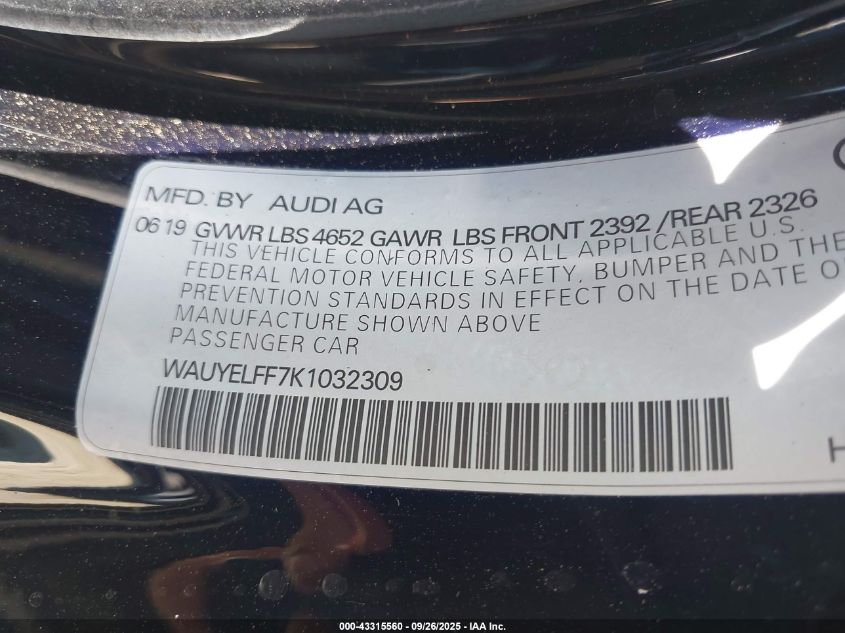 MFD. BY AUDI AG
0619 GVWR LBS 4652 GAWR LBS FRONT 2392 /REAR 2326
THIS VEHICLE CONFORMS TO ALL APPLICABLE U.S.
FEDERAL MOTOR VEHICLE SAFETY, BUMPER AND THE
PREVENTION STANDARDS IN EFFECT ON THE DATE O
MANUFACTURE SHOWN ABOVE
PASSENGER CAR
WAUYELFF7K1032309
H
000-43315560 - 09/26/2025 - IAA Inc.